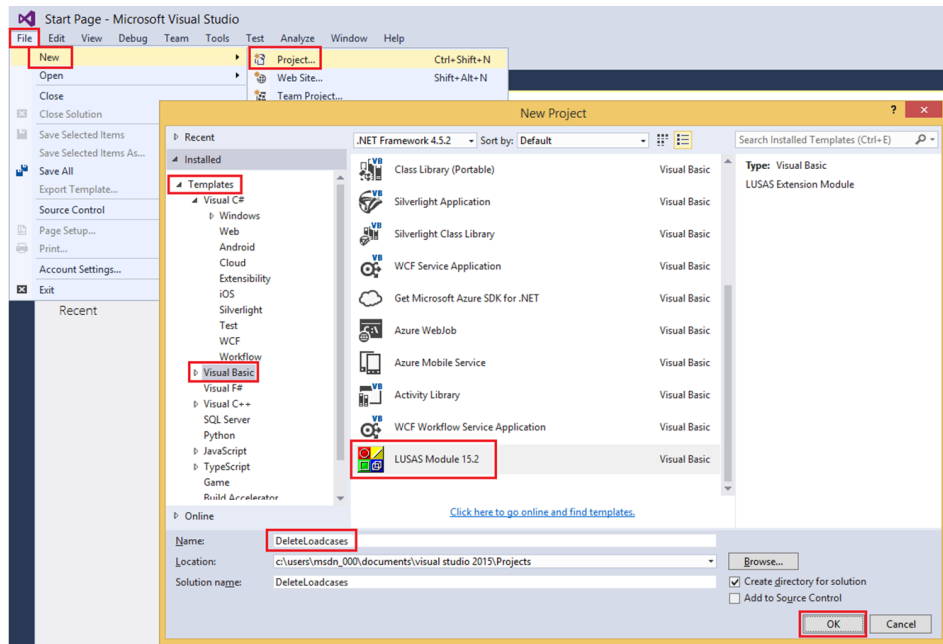 Start Page - Microsoft Visual Studio
File Edit View Debug Team Tools Test Analyze Window Help
New Project... Ctrl+Shift+N
Open Web Site... Shift+Alt+N
Team Project...
Close
Close Solution
Save Selected Items
Save Selected Items As...
Save All
Export Template...
Source Control
Page Setup...
Print...
Account Settings...
Exit
Recent
New Project
? ×
Recent
Installed
.NET Framework 4.5.2 Sort by: Default
Search Installed Templates (Ctrl+E)
Templates
Visual C#
Windows
Web
Android
Cloud
Extensibility
iOS
Silverlight
Test
WCF
Workflow
Visual Basic
Visual F#
Visual C++
SQL Server
Python
JavaScript
TypeScript
Game
Build Accelerator
Online
VB Class Library (Portable) Visual Basic
VB Silverlight Application Visual Basic
VB Silverlight Class Library Visual Basic
VB WCF Service Application Visual Basic
Get Microsoft Azure SDK for .NET Visual Basic
Azure WebJob Visual Basic
Azure Mobile Service Visual Basic
VB Activity Library Visual Basic
VB WCF Workflow Service Application Visual Basic
LUSAS Module 15.2 Visual Basic
Click here to go online and find templates.
Type: Visual Basic
LUSAS Extension Module
Name: DeleteLoadcases
Location: c:\users\msdn_000\documents\visual studio 2015\Projects
Browse...
Solution name: DeleteLoadcases
Create directory for solution
Add to Source Control
OK Cancel